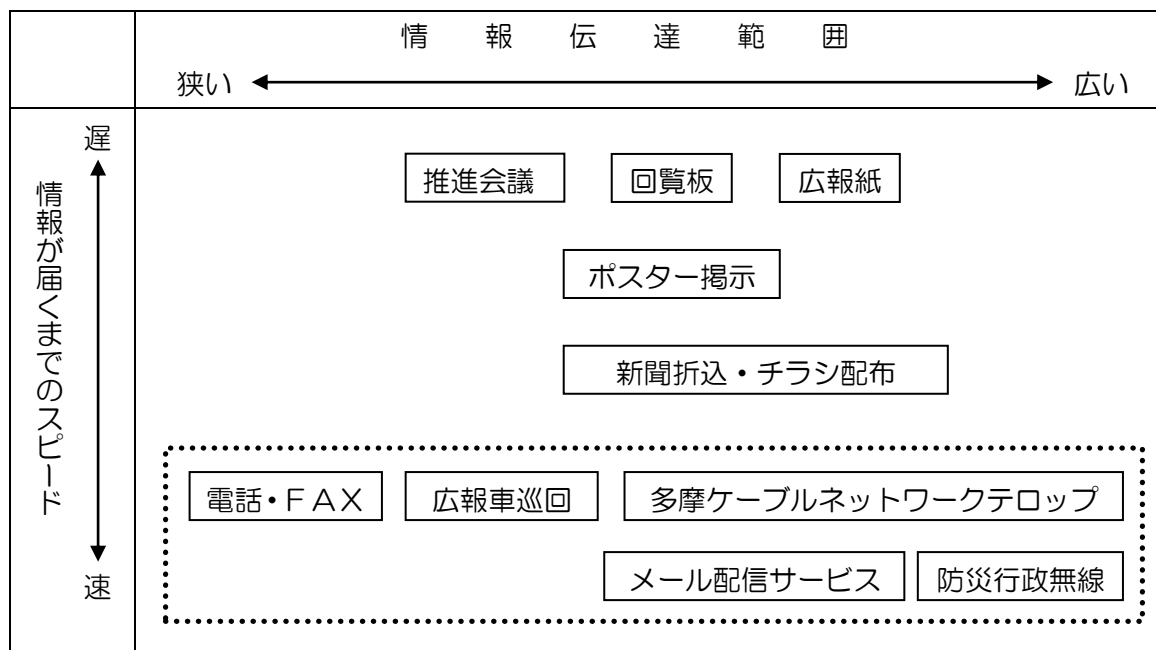 情報伝達範囲
狭い 広い
遅
情報が届くまでのスピード
速
推進会議 回覧板 広報紙
ポスター掲示
新聞折込・チラシ配布
電話・ＦＡＸ 広報車巡回 多摩ケーブルネットワークテロップ
メール配信サービス 防災行政無線